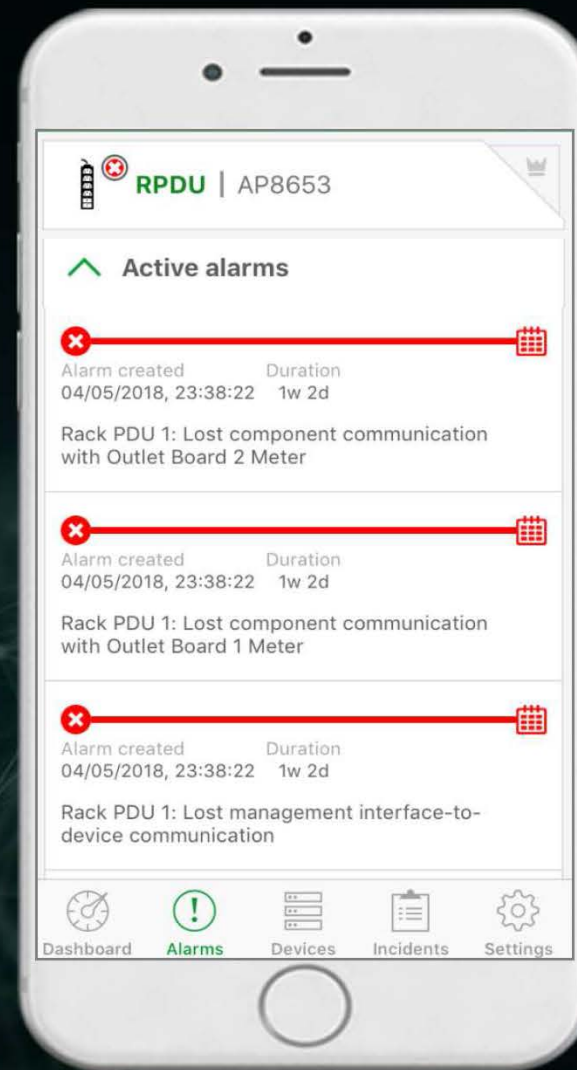 RPDU | AP8653
Active alarms
Alarm created Duration
04/05/2018, 23:38:22 1w 2d
Rack PDU 1: Lost component communication
with Outlet Board 2 Meter
Alarm created Duration
04/05/2018, 23:38:22 1w 2d
Rack PDU 1: Lost component communication
with Outlet Board 1 Meter
Alarm created Duration
04/05/2018, 23:38:22 1w 2d
Rack PDU 1: Lost management interface-to-
device communication
Dashboard Alarms Devices Incidents Settings